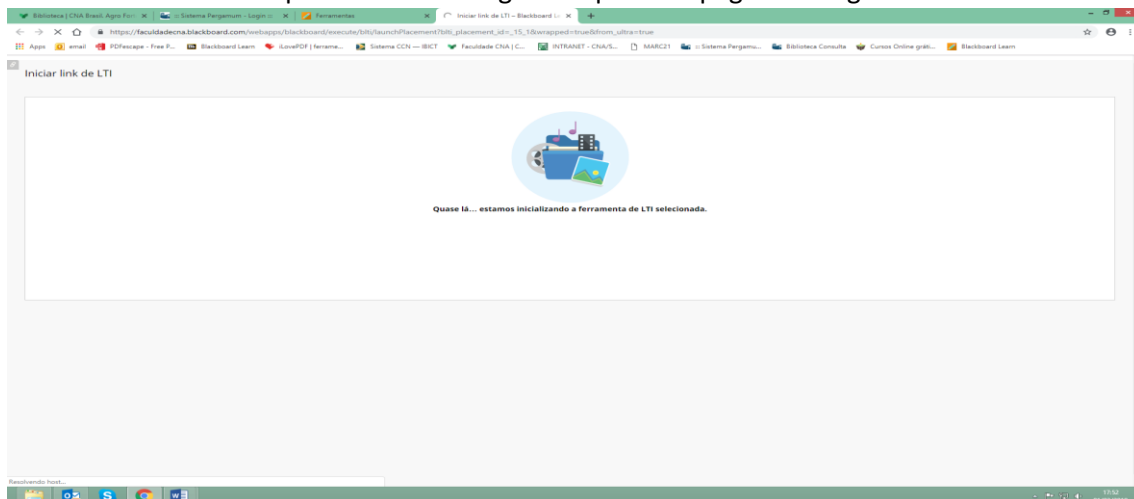 Biblioteca | CNA Brasil: Agro For
:: Sistema Pergamum - Login ::
Ferramentas
Iniciar link de LTI – Blackboard Le
https://faculdadecna.blackboard.com/webapps/blackboard/execute/blti/launchPlacement?blti_placement_id=_15_1&wrapped=true&from_ultra=true
Apps
email
PDFescape - Free P...
Blackboard Learn
iLovePDF | ferrame...
Sistema CCN — IBICT
Faculdade CNA | C...
INTRANET - CNA/S...
MARC21
:: Sistema Pergamu...
Biblioteca Consulta
Cursos Online gráti...
Blackboard Learn
Iniciar link de LTI
Quase lá... estamos inicializando a ferramenta de LTI selecionada.
Resolvendo host...
11:52